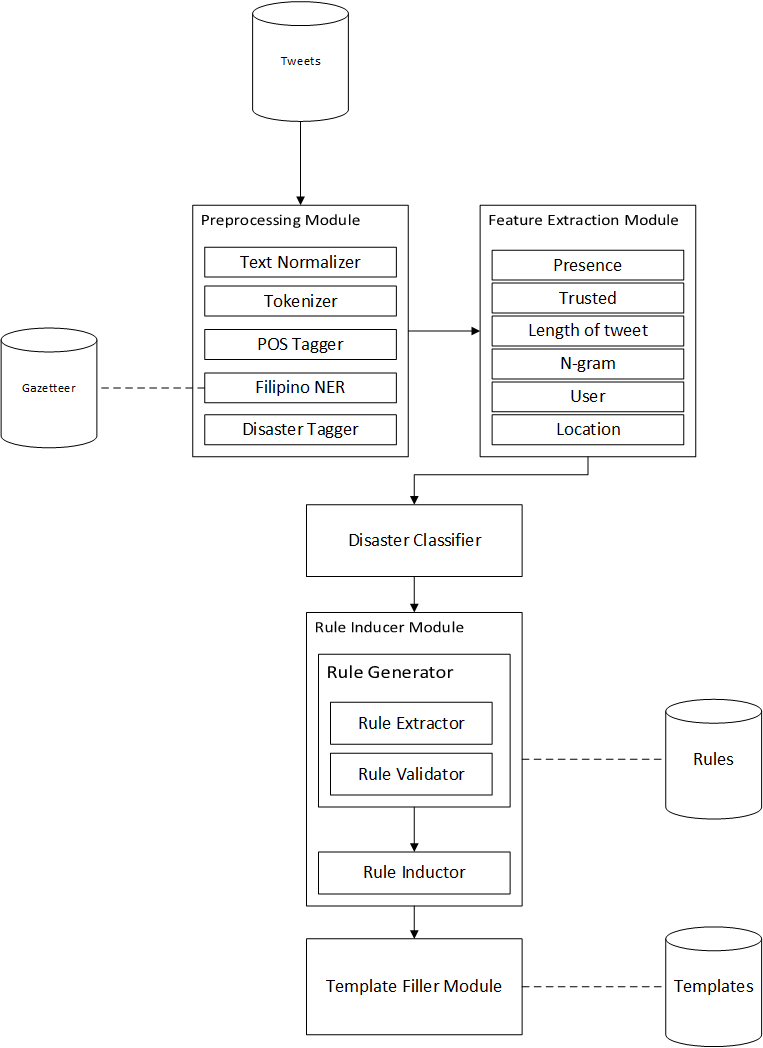 Tweets
Preprocessing Module
Text Normalizer
Tokenizer
POS Tagger
Filipino NER
Disaster Tagger
Gazetteer
Feature Extraction Module
Presence
Trusted
Length of tweet
N-gram
User
Location
Disaster Classifier
Rule Inducer Module
Rule Generator
Rule Extractor
Rule Validator
Rule Inductor
Rules
Template Filler Module
Templates